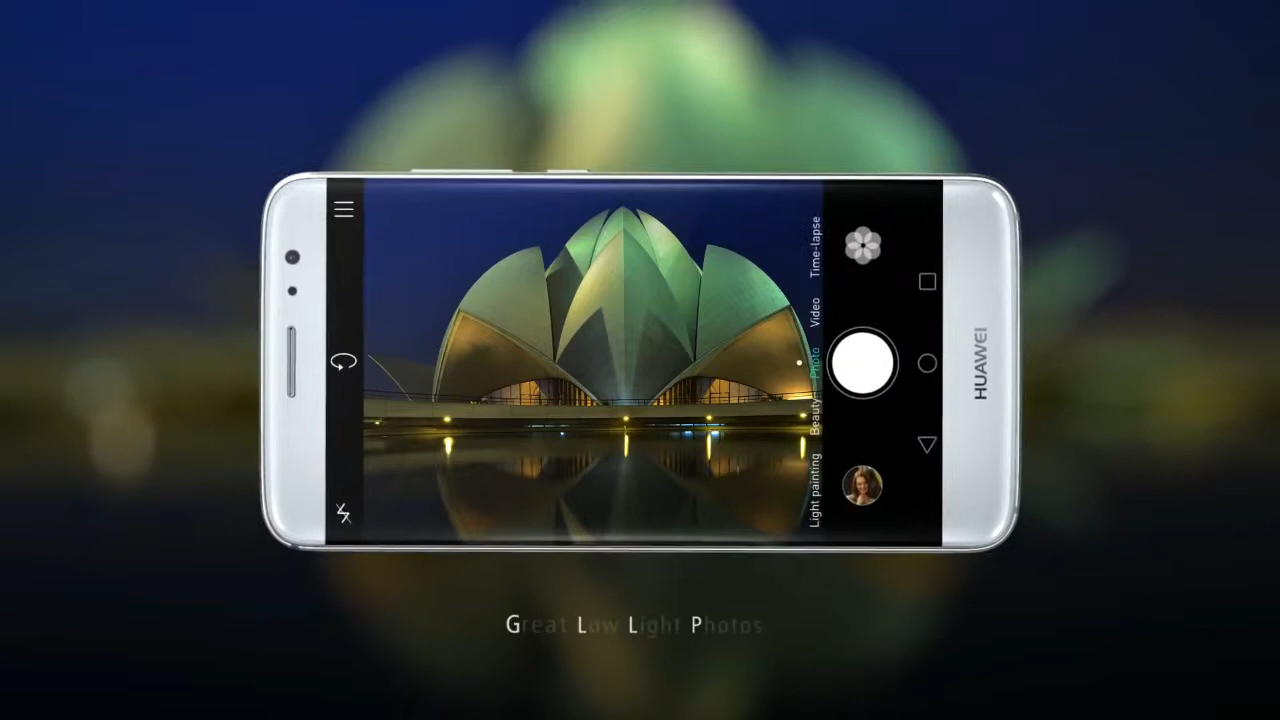 Time-lapse
Video
Photo
Beauty
Light painting
HUAWEI
Great Low Light Photos